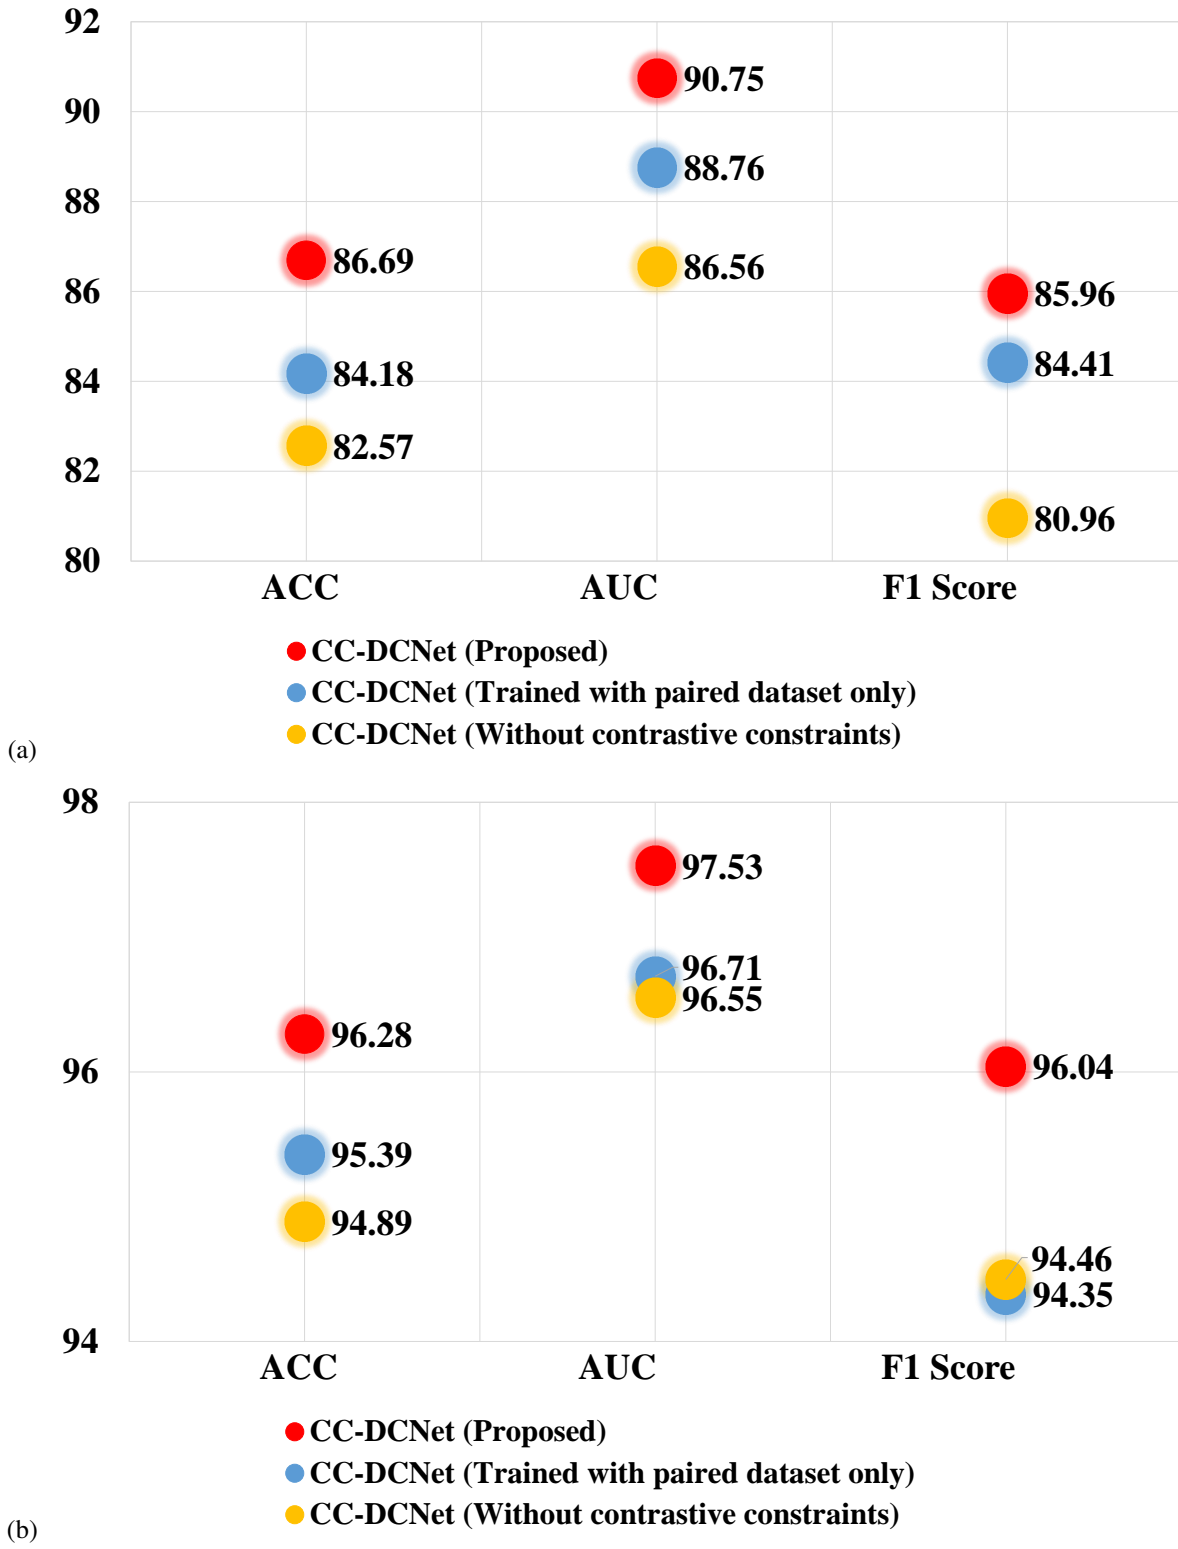 92
90
88
86
84
82
80
90.75
88.76
86.69
86.56
85.96
84.18
84.41
82.57
80.96
ACC AUC F1 Score
CC-DCNet (Proposed)
CC-DCNet (Trained with paired dataset only)
CC-DCNet (Without contrastive constraints)
(a)
98
96
94
97.53
96.71
96.55
96.28
96.04
95.39
94.89
94.46
94.35
ACC AUC F1 Score
CC-DCNet (Proposed)
CC-DCNet (Trained with paired dataset only)
CC-DCNet (Without contrastive constraints)
(b)